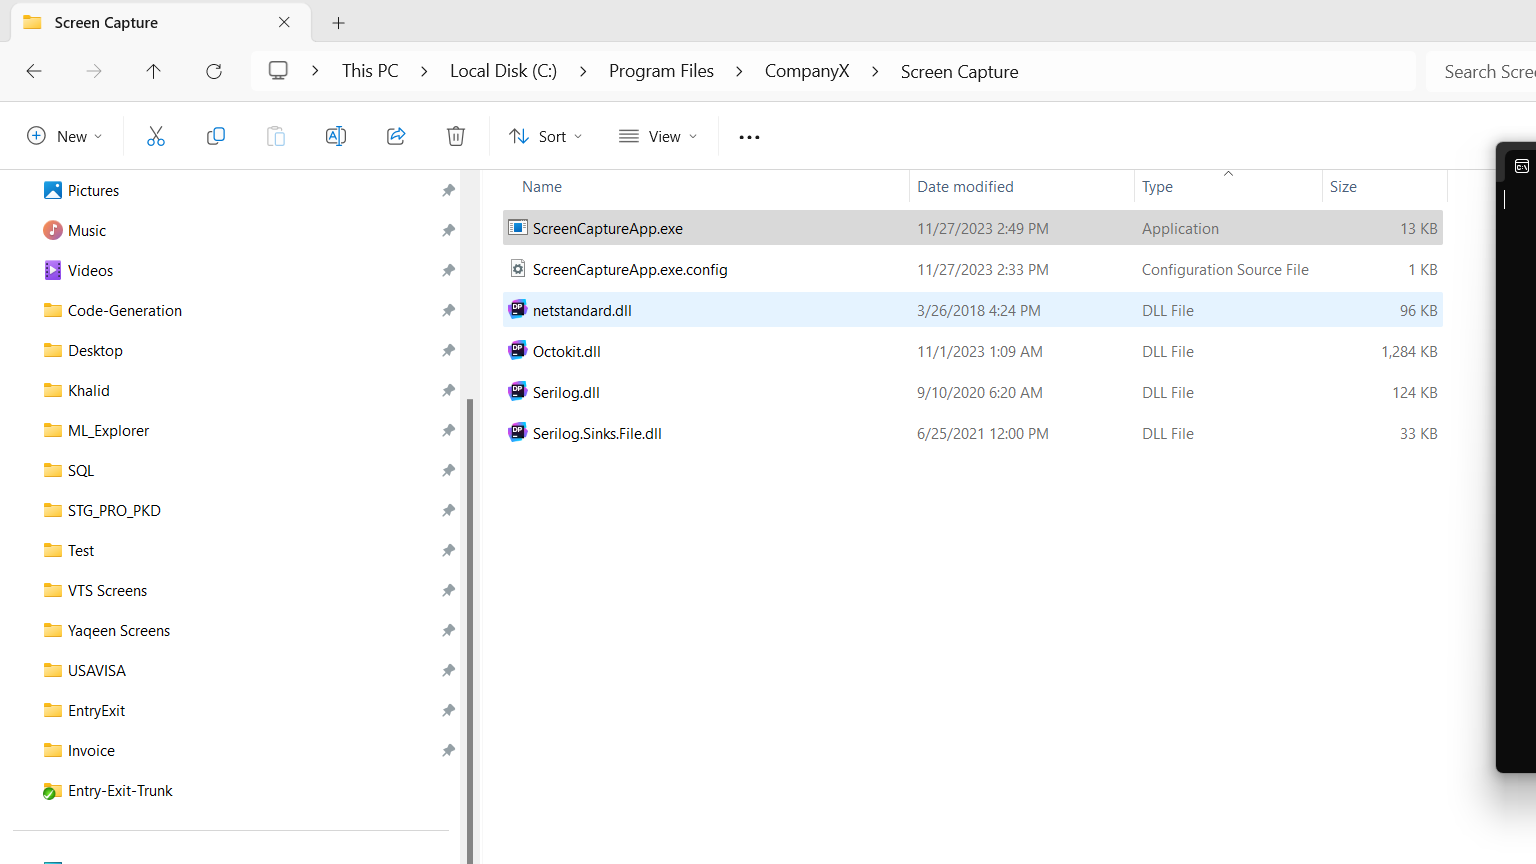 Screen Capture
This PC > Local Disk (C:) > Program Files > CompanyX > Screen Capture
Search Scre
New
Sort
View
Pictures
Music
Videos
Code-Generation
Desktop
Khalid
ML_Explorer
SQL
STG_PRO_PKD
Test
VTS Screens
Yaqeen Screens
USAVISA
EntryExit
Invoice
Entry-Exit-Trunk
Name Date modified Type Size
ScreenCaptureApp.exe 11/27/2023 2:49 PM Application 13 KB
ScreenCaptureApp.exe.config 11/27/2023 2:33 PM Configuration Source File 1 KB
netstandard.dll 3/26/2018 4:24 PM DLL File 96 KB
Octokit.dll 11/1/2023 1:09 AM DLL File 1,284 KB
Serilog.dll 9/10/2020 6:20 AM DLL File 124 KB
Serilog.Sinks.File.dll 6/25/2021 12:00 PM DLL File 33 KB